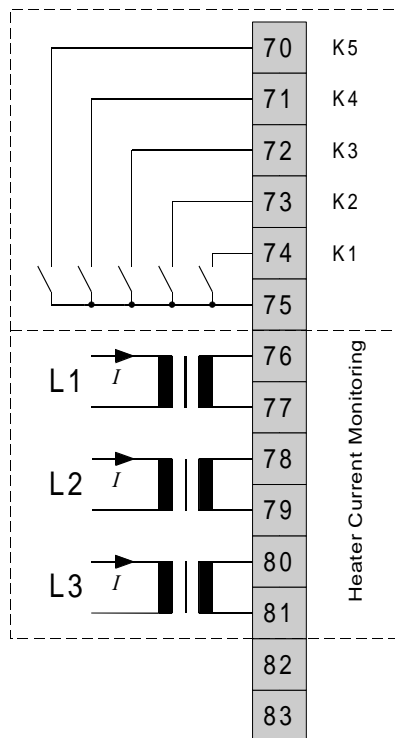 70 K5
71 K4
72 K3
73 K2
74 K1
75
76
L1 I
77
78
L2 I
79
80
L3 I
81
Heater Current Monitoring
82
83